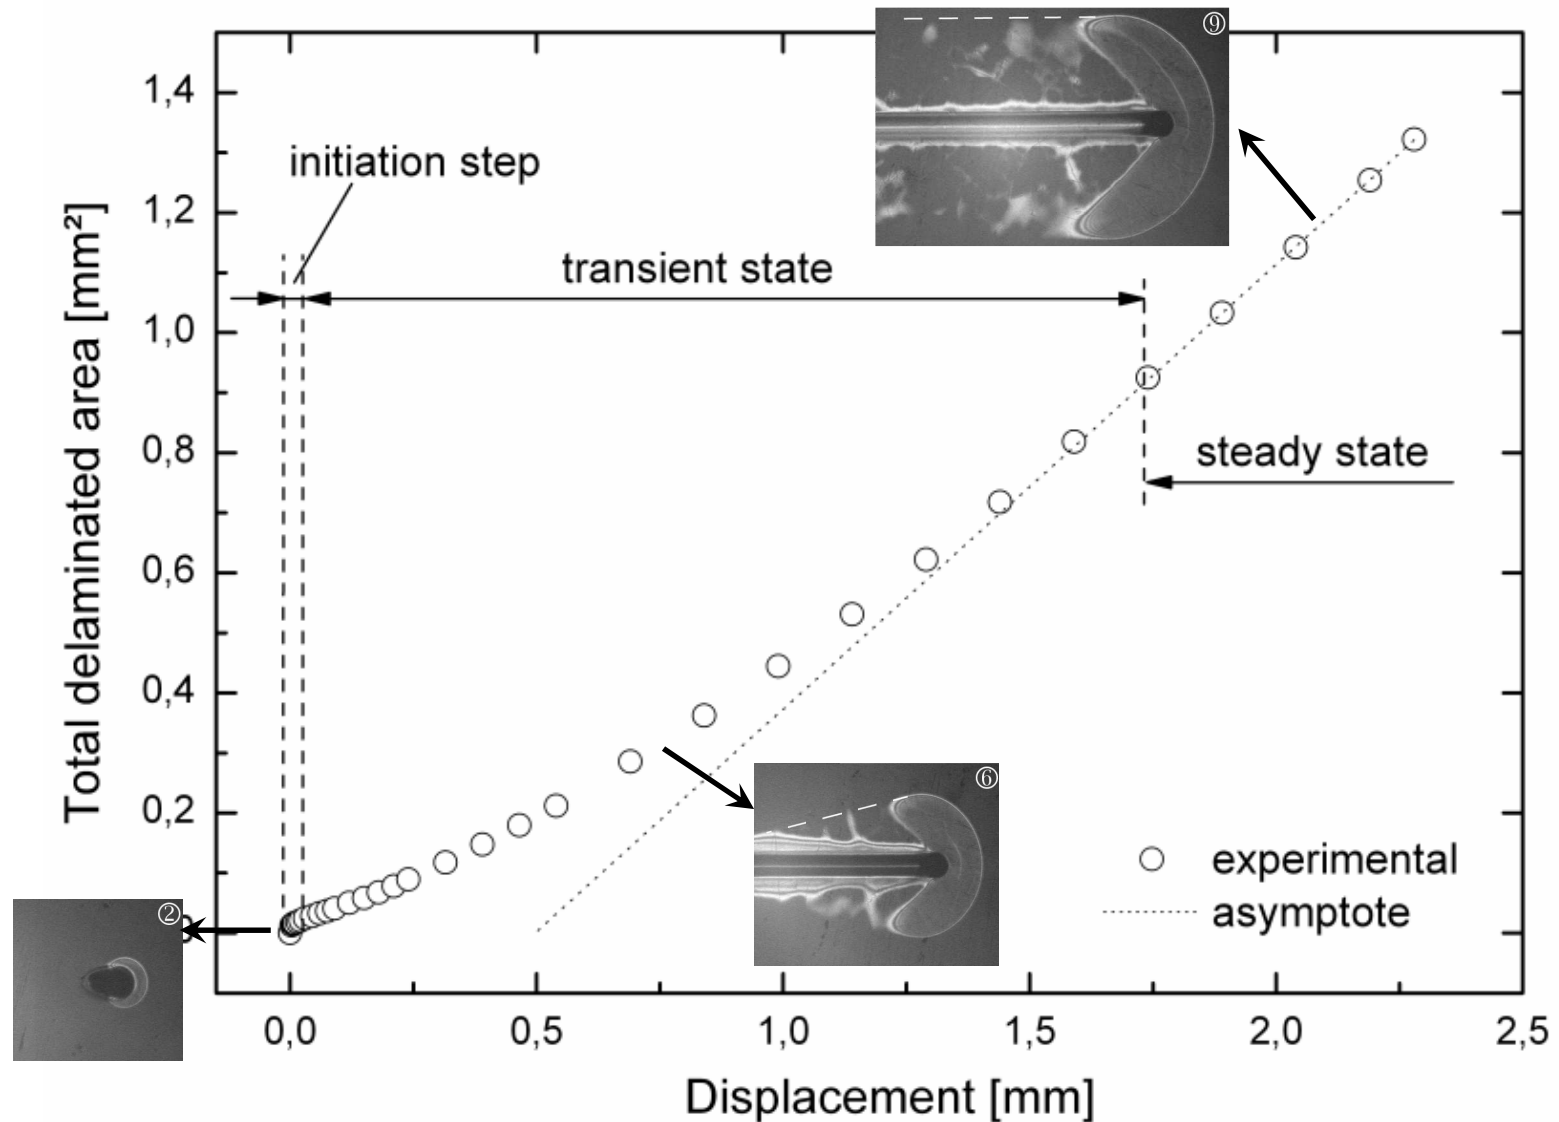 ⑨
1,4
initiation step
1,2
transient state
1,0
0,8
steady state
0,6
0,4
⑥
0,2
experimental
asymptote
②
0,0
0,5
1,0
1,5
2,0
2,5
Displacement [mm]
Total delaminated area [mm²]